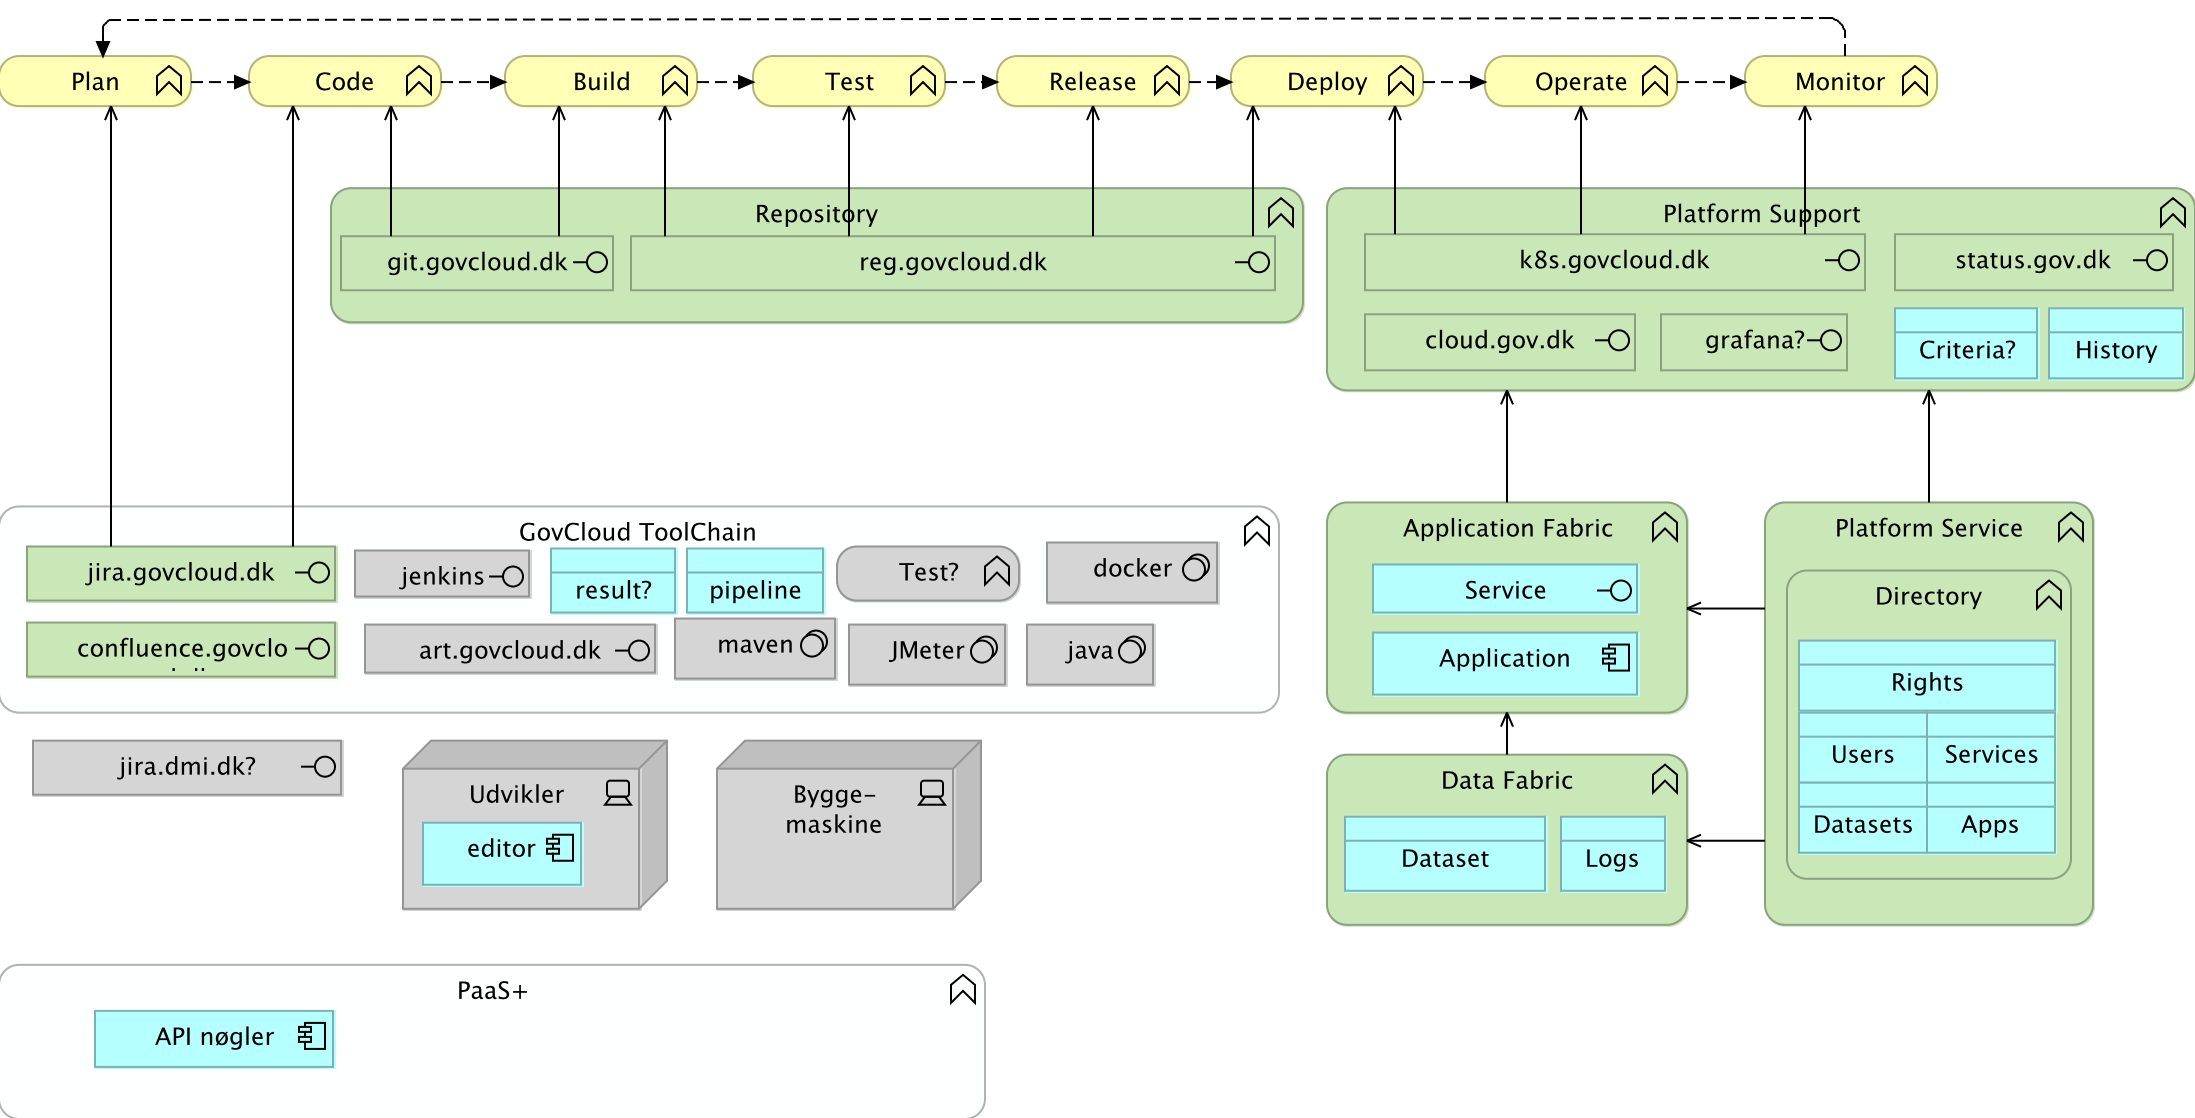 Plan
Code
Build
Test
Release
Deploy
Operate
Monitor
Repository
git.govcloud.dk
reg.govcloud.dk
Platform Support
k8s.govcloud.dk
status.gov.dk
cloud.gov.dk
grafana?
Criteria?
History
GovCloud ToolChain
jira.govcloud.dk
jenkins
result?
pipeline
Test?
docker
confluence.govclo
art.govcloud.dk
maven
JMeter
java
Application Fabric
Service
Application
Platform Service
Directory
Rights
Users
Services
Datasets
Apps
Data Fabric
Dataset
Logs
jira.dmi.dk?
Udvikler
editor
Bygge-
maskine
PaaS+
API nøgler